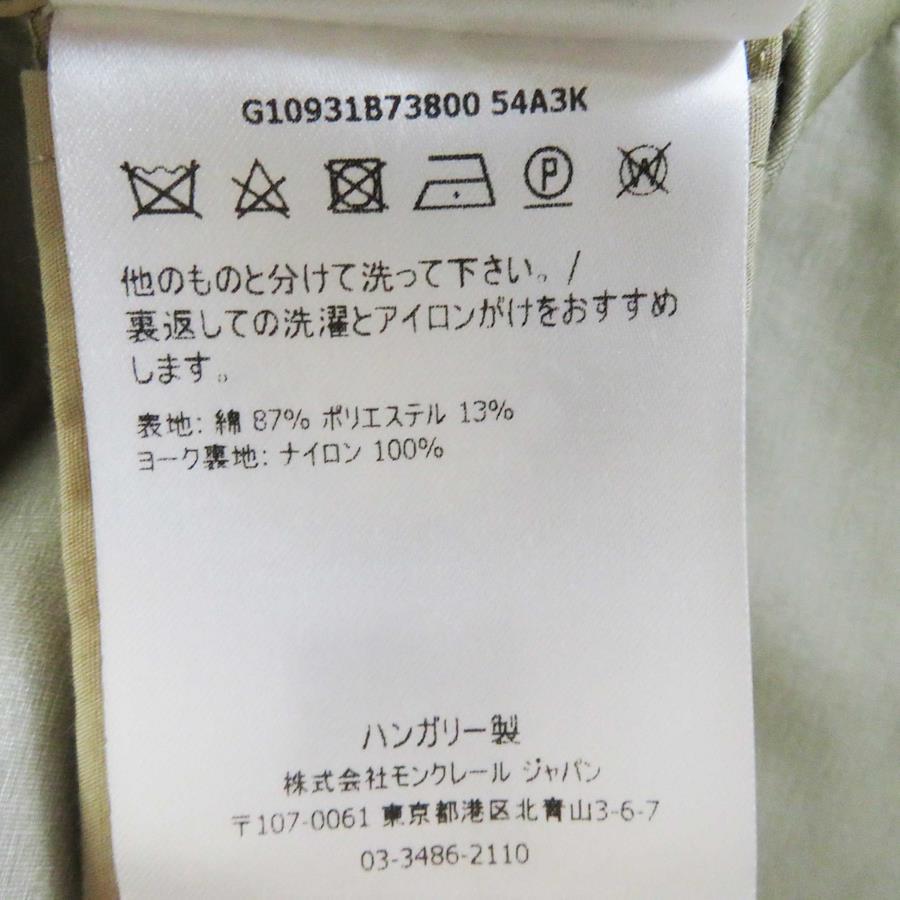 G10931B73800 54A3K
P W
他のものと分けて洗って下さい。/
裏返しての洗濯とアイロンがけをおすすめ
します。
表地: 綿 87% ポリエステル 13%
ヨーク裏地: ナイロン 100%
ハンガリー製
株式会社モンクレール ジャパン
〒107-0061 東京都港区北青山3-6-7
03-3486-2110